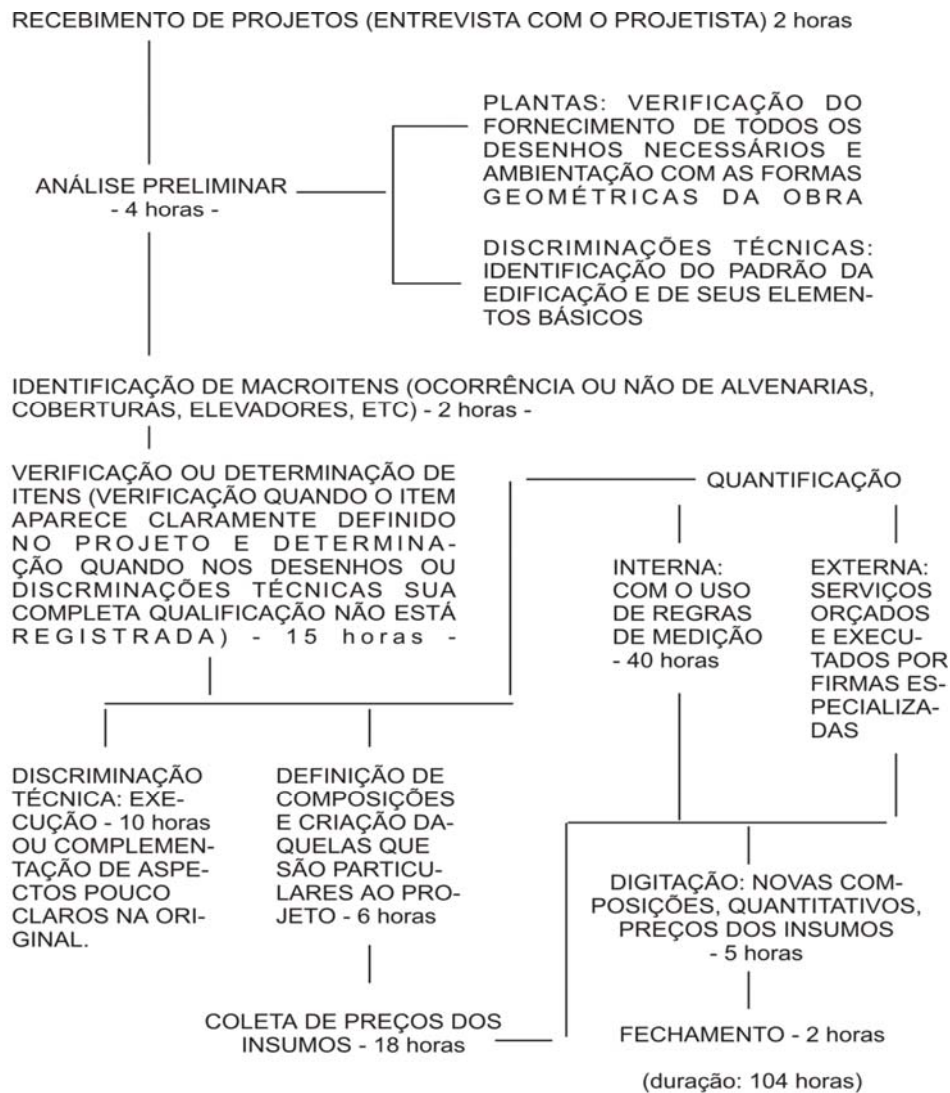 RECEBIMENTO DE PROJETOS (ENTREVISTA COM O PROJETISTA) 2 horas
PLANTAS: VERIFICAÇÃO DO
FORNECIMENTO DE TODOS OS
DESENHOS NECESSÁRIOS E
AMBIENTAÇÃO COM AS FORMAS
GEOMÉTRICAS DA OBRA
ANÁLISE PRELIMINAR
- 4 horas -
DISCRIMINAÇÕES TÉCNICAS:
IDENTIFICAÇÃO DO PADRÃO DA
EDIFICAÇÃO E DE SEUS ELEMEN-
TOS BÁSICOS
IDENTIFICAÇÃO DE MACROITENS (OCORRÊNCIA OU NÃO DE ALVENARIAS,
COBERTURAS, ELEVADORES, ETC) - 2 horas -
VERIFICAÇÃO OU DETERMINAÇÃO DE
ITENS (VERIFICAÇÃO QUANDO O ITEM
APARECE CLARAMENTE DEFINIDO
NO PROJETO E DETERMINA-
ÇÃO QUANDO NOS DESENHOS OU
DISCRMINAÇÕES TÉCNICAS SUA
COMPLETA QUALIFICAÇÃO NÃO ESTÁ
REGISTRADA) - 15 horas -
QUANTIFICAÇÃO
INTERNA:
COM O USO
DE REGRAS
DE MEDIÇÃO
- 40 horas
EXTERNA:
SERVIÇOS
ORÇADOS
E EXECU-
TADOS POR
FIRMAS ES-
PECIALIZA-
DAS
DISCRIMINAÇÃO
TÉCNICA: EXE-
CUÇÃO - 10 horas
OU COMPLEMEN-
TAÇÃO DE ASPE-
CTOS POUCO
CLAROS NA ORI-
GINAL.
DEFINIÇÃO DE
COMPOSIÇÕES
E CRIAÇÃO DA-
QUELAS QUE
SÃO PARTICU-
LARES AO PRO-
JETO - 6 horas
DIGITAÇÃO: NOVAS COM-
POSIÇÕES, QUANTITATIVOS,
PREÇOS DOS INSUMOS
- 5 horas
COLETA DE PREÇOS DOS
INSUMOS - 18 horas
FECHAMENTO - 2 horas
(duração: 104 horas)